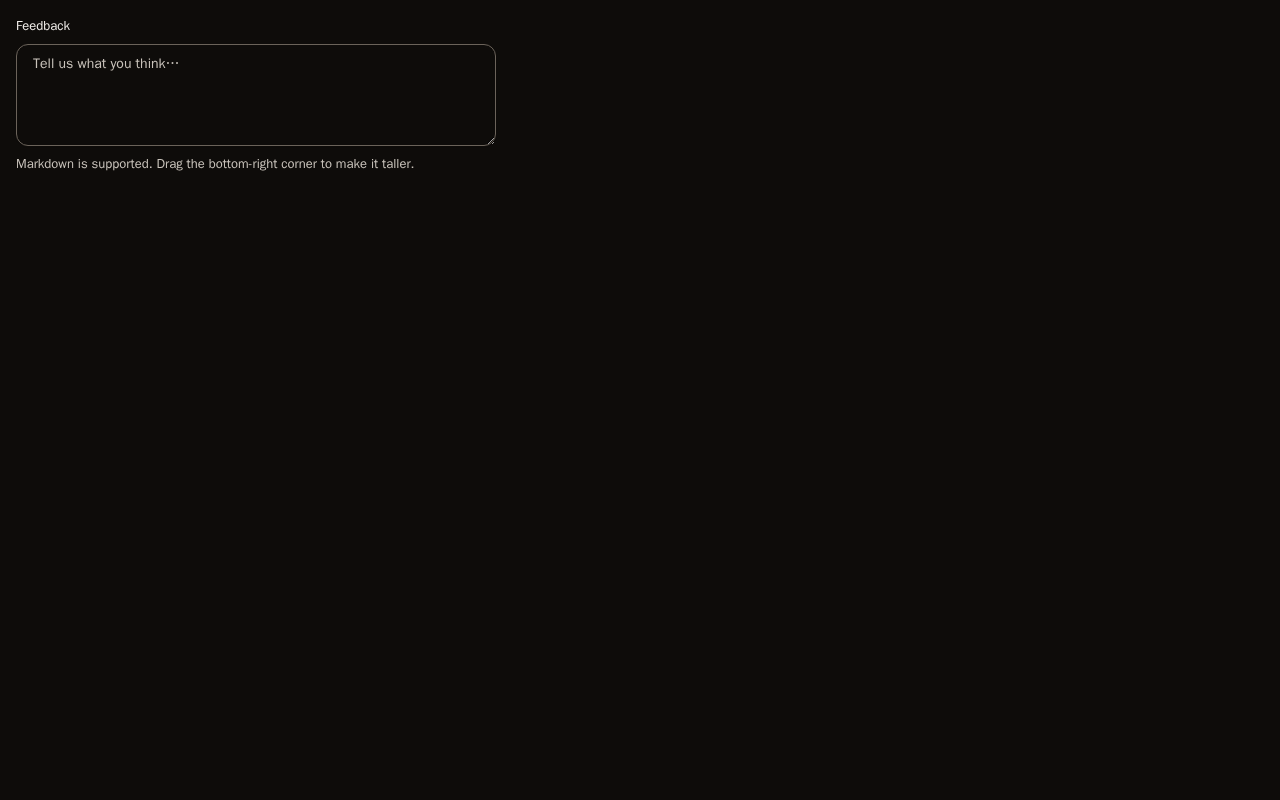 Feedback
Tell us what you think…
Markdown is supported. Drag the bottom-right corner to make it taller.